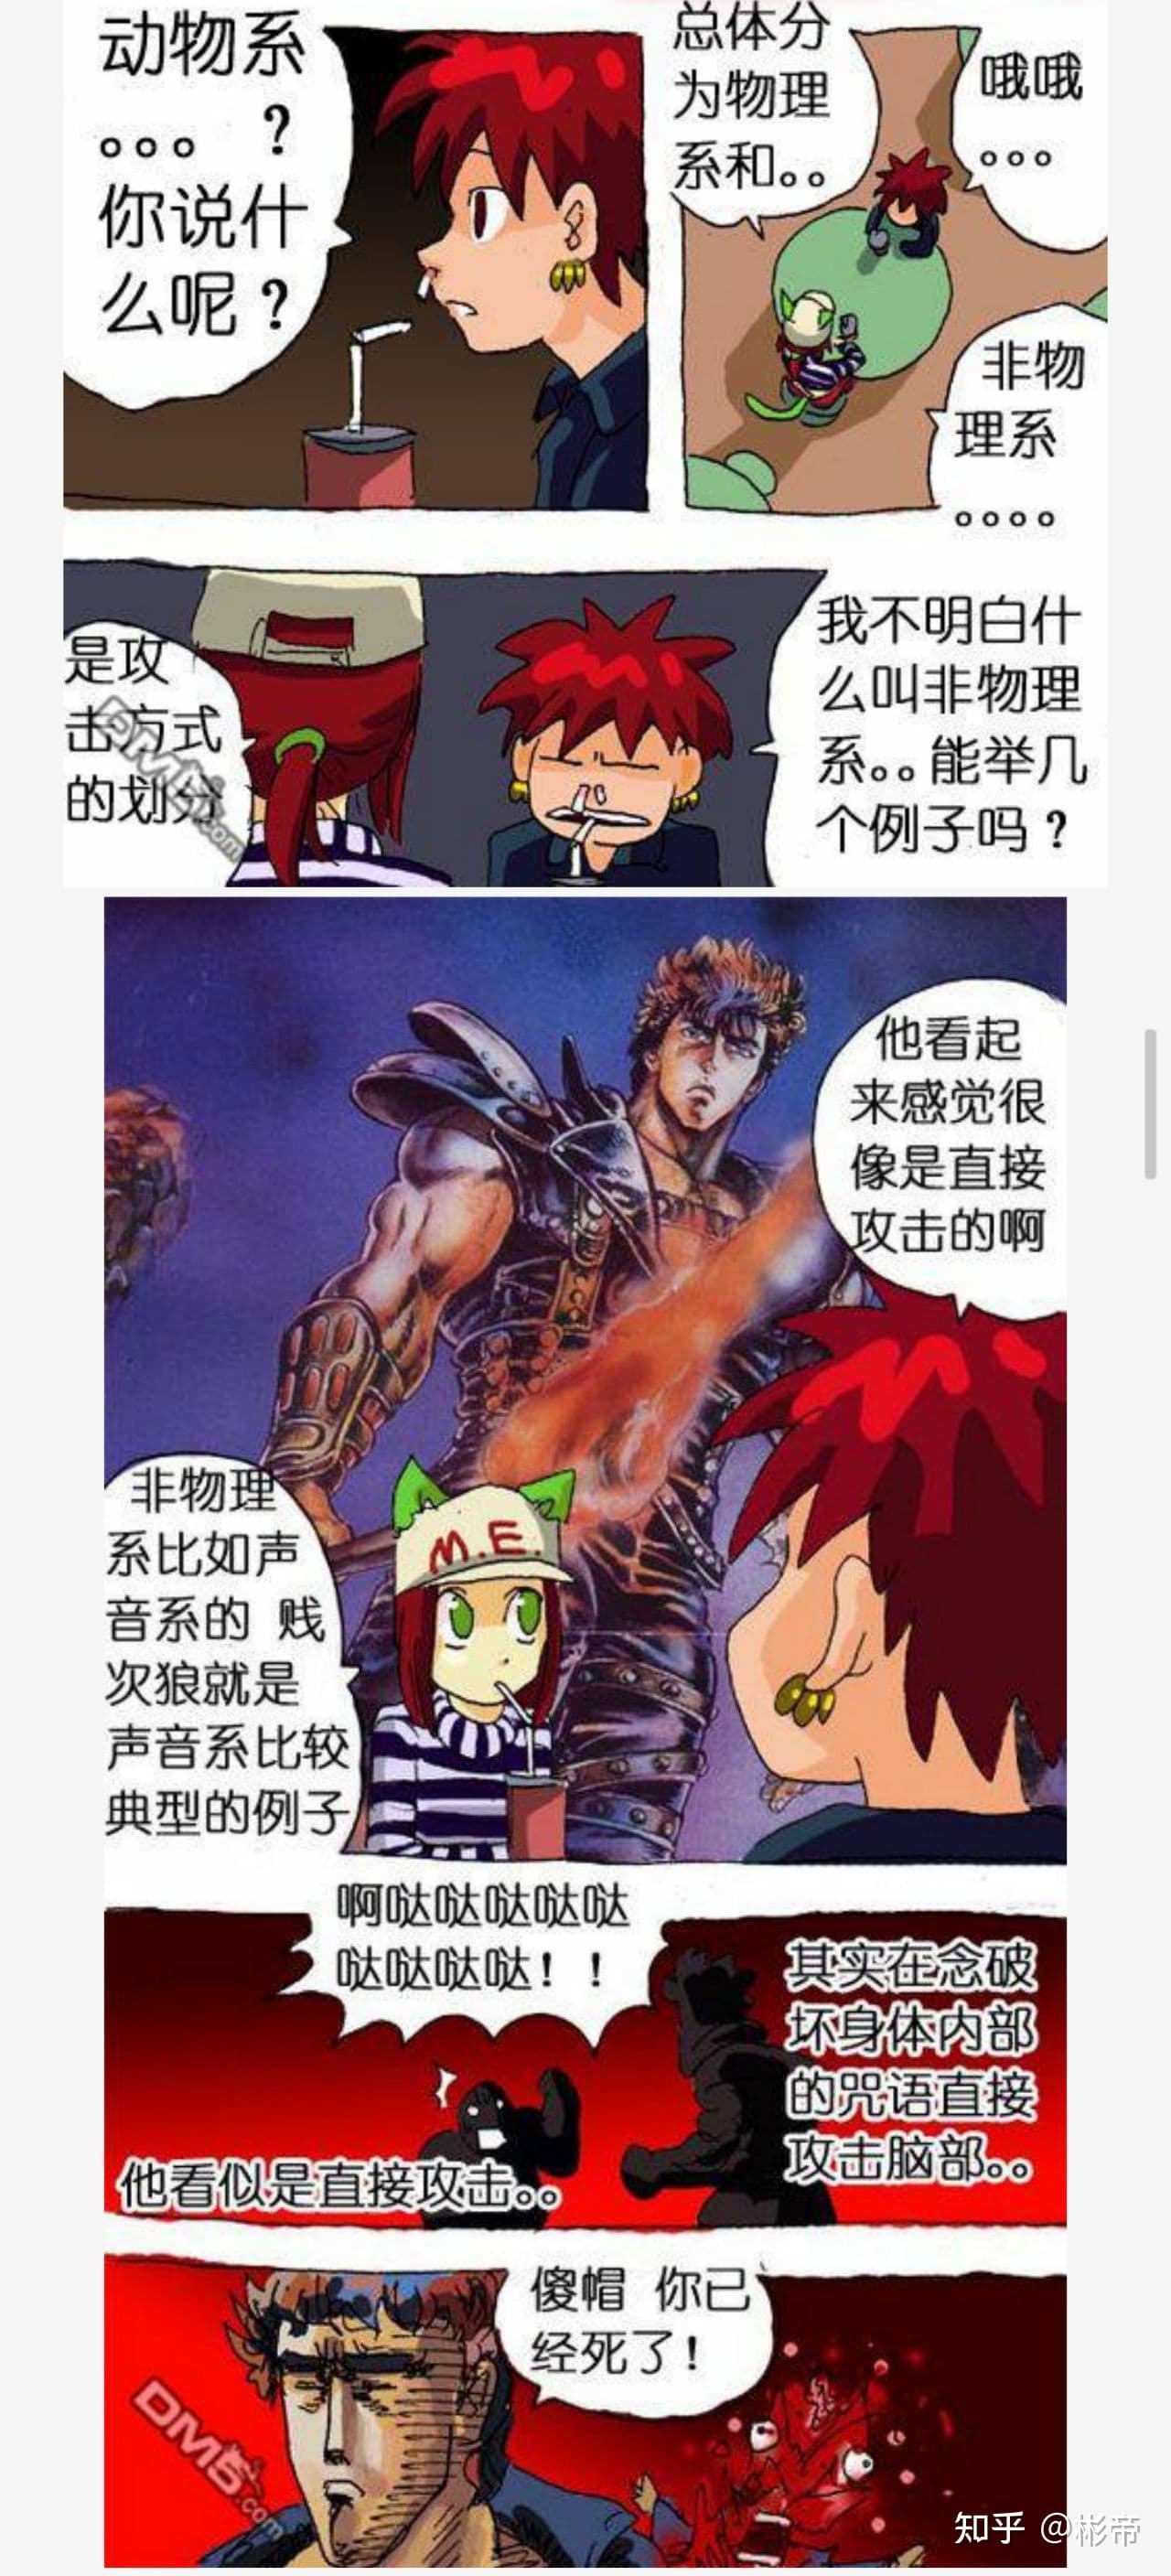 动物系
。。。 ？
你说什
么呢？
总体分
为物理
系和。。
哦哦
。。。
非物
理系
。。。。
是攻
击方式
的划分
我不明白什
么叫非物理
系。。能举几
个例子吗？
他看起
来感觉很
像是直接
攻击的啊
非物理
系比如声
音系的 贱
次狼就是
声音系比较
典型的例子
M.E.
啊哒哒哒哒哒
哒哒哒哒！！
其实在念破
坏身体内部
的咒语直接
攻击脑部。。
他看似是直接攻击。。
傻帽 你已
经死了！
DM5.com
知乎 @彬帝